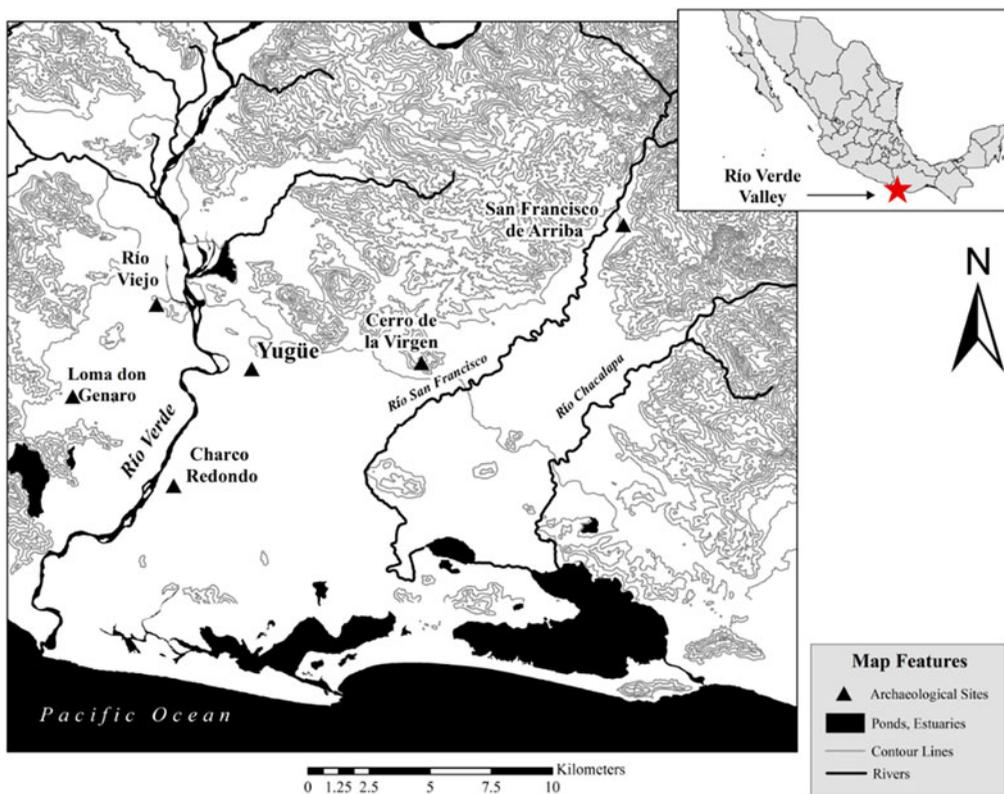 Río Verde
Valley
N
San Francisco
de Arriba
Río
Viejo
Yugüe
Cerro de
la Virgen
Loma don
Genaro
Río San Francisco
Río Chacalapa
Río Verde
Charco
Redondo
Pacific Ocean
Map Features
Archaeological Sites
Ponds, Estuaries
Contour Lines
Rivers
Kilometers
0 1.25 2.5 5 7.5 10